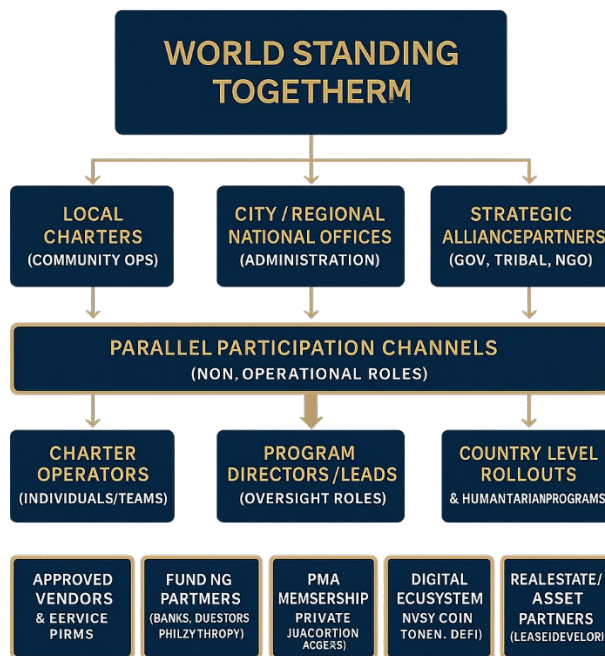 WORLD STANDING
TOGETHERM
LOCAL
CHARTERS
(COMMUNITY OPS)
CITY / REGIONAL
NATIONAL OFFICES
(ADMINISTRATION)
STRATEGIC
ALLIANCEPARTNERS
(GOV, TRIBAL, NGO)
PARALLEL PARTICIPATION CHANNELS
(NON, OPERATIONAL ROLES)
CHARTER
OPERATORS
(INDIVIDUALS/TEAMS)
PROGRAM
DIRECTORS /LEADS
(OVERSIGHT ROLES)
COUNTRY LEVEL
ROLLOUTS
& HUMANTARIANPROGRAMS
APPROVED
VENDORS
& EERVICE
PIRMS
FUND NG
PARTNERS
(BANKS, DUESTORS
PHILZY THROPY)
PMA
MEMSERSHIP
PRIVATE
JUACORTION
ACGERS)
DIGITAL
ECUSYSTEM
NVSY COIN
TONEN. DEFI)
REALESTATE/
ASSET
PARTNERS
(LEASEIDEVELORI